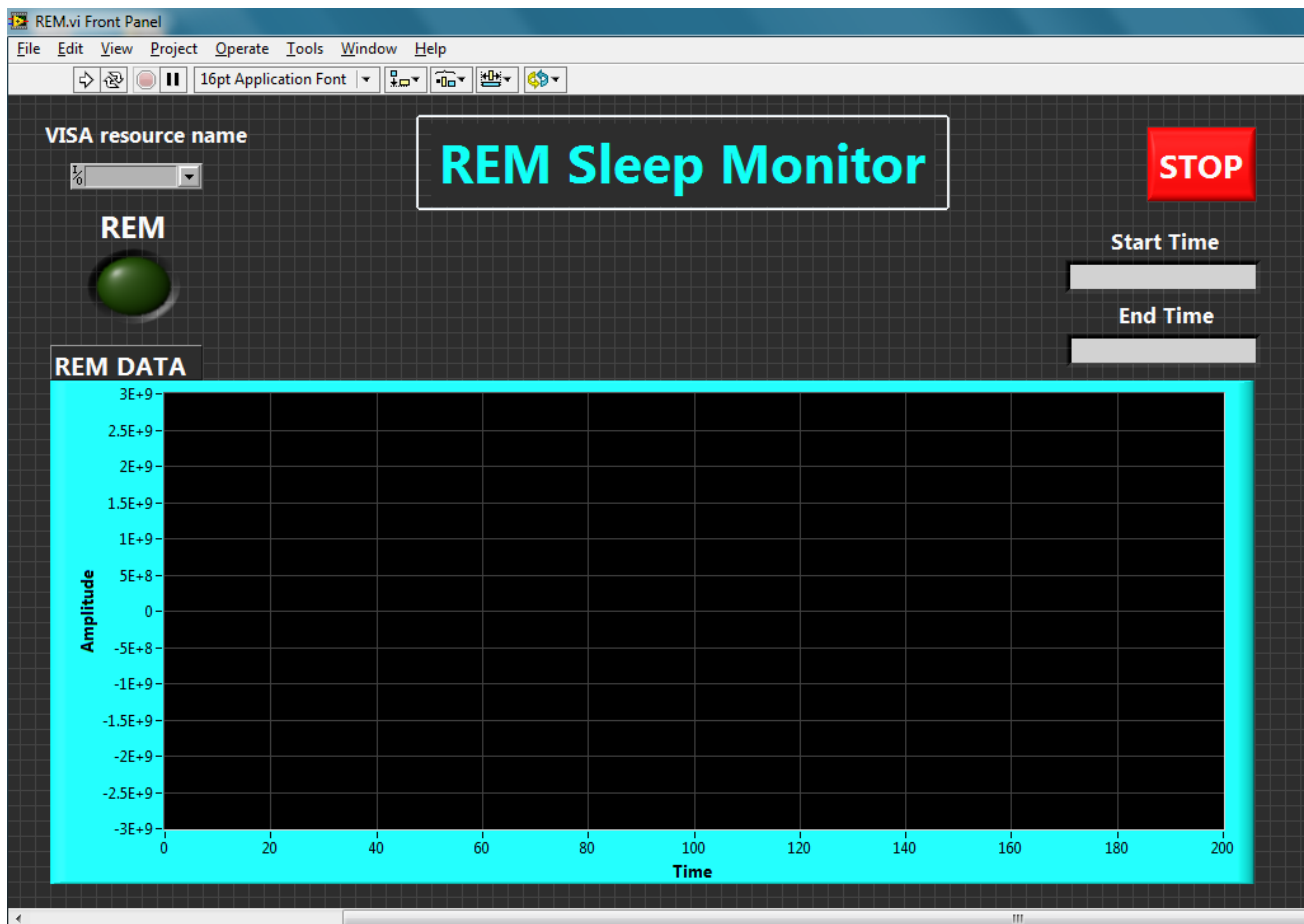 REM.vi Front Panel
File Edit View Project Operate Tools Window Help
16pt Application Font
VISA resource name
I/0
REM Sleep Monitor
STOP
REM
Start Time
End Time
REM DATA
3E+9
2.5E+9
2E+9
1.5E+9
1E+9
5E+8
0
-5E+8
-1E+9
-1.5E+9
-2E+9
-2.5E+9
-3E+9
Amplitude
0 20 40 60 80 100 120 140 160 180 200
Time